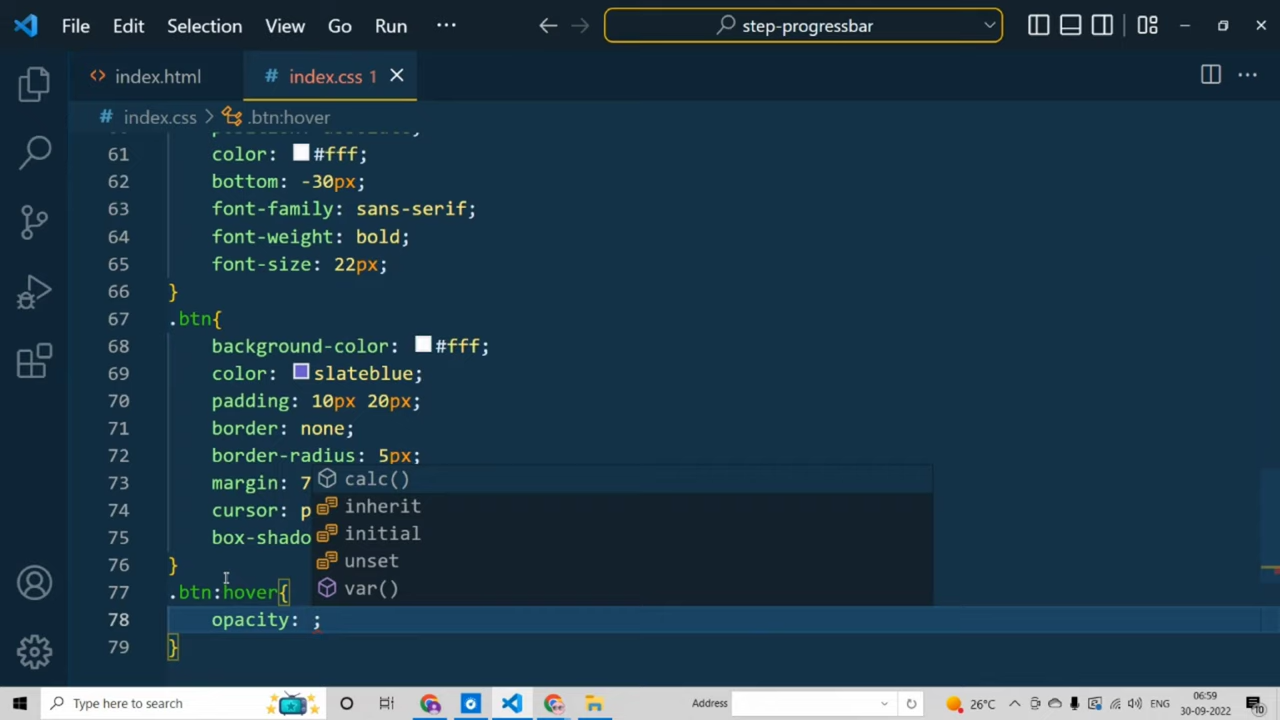 File Edit Selection View Go Run ··· step-progressbar
index.html # index.css 1
# index.css > .btn:hover
61 color: #fff;
62 bottom: -30px;
63 font-family: sans-serif;
64 font-weight: bold;
65 font-size: 22px;
66 }
67 .btn{
68 background-color: #fff;
69 color: slateblue;
70 padding: 10px 20px;
71 border: none;
72 border-radius: 5px;
73 margin: 7
calc()
74 cursor: p
inherit
75 box-shado
initial
76 }
unset
77 .btn:hover{
var()
78 opacity: ;
79 }
Type here to search
Address
26°C
ENG
06:59
30-09-2022
10